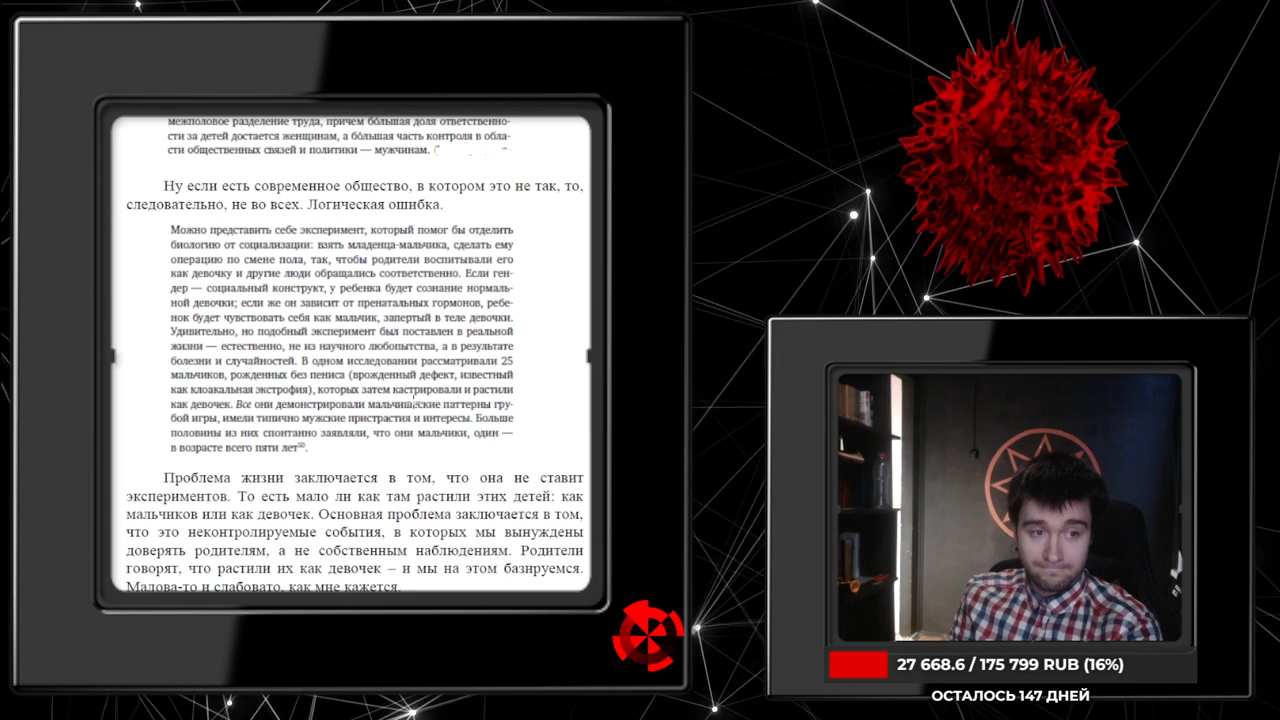 межполовое разделение труда, причем бóльшая доля ответственно-
сти за детей достается женщинам, а бóльшая часть контроля в обла-
сти общественных связей и политики — мужчинам.
Ну если есть современное общество, в котором это не так, то,
следовательно, не во всех. Логическая ошибка.
Можно представить себе эксперимент, который помог бы отделить
биологию от социализации: взять младенца-мальчика, сделать ему
операцию по смене пола, так, чтобы родители воспитывали его
как девочку и другие люди обращались соответственно. Если ген-
дер — социальный конструкт, у ребенка будет сознание нормаль-
ной девочки; если же он зависит от пренатальных гормонов, ребе-
нок будет чувствовать себя как мальчик, запертый в теле девочки.
Удивительно, но подобный эксперимент был поставлен в реальной
жизни — естественно, не из научного любопытства, а в результате
болезни и случайностей. В одном исследовании рассматривали 25
мальчиков, рожденных без пениса (врожденный дефект, известный
как клоакальная экстрофия), которых затем кастрировали и растили
как девочек. Все они демонстрировали мальчишеские паттерны гру-
бой игры, имели типично мужские пристрастия и интересы. Больше
половины из них спонтанно заявляли, что они мальчики, один —
в возрасте всего пяти лет⁶⁰.
Проблема жизни заключается в том, что она не ставит
экспериментов. То есть мало ли как там растили этих детей: как
мальчиков или как девочек. Основная проблема заключается в том,
что это неконтролируемые события, в которых мы вынуждены
доверять родителям, а не собственным наблюдениям. Родители
говорят, что растили их как девочек – и мы на этом базируемся.
Малова-то и слабовато, как мне кажется.
27 668.6 / 175 799 RUB (16%)
ОСТАЛОСЬ 147 ДНЕЙ